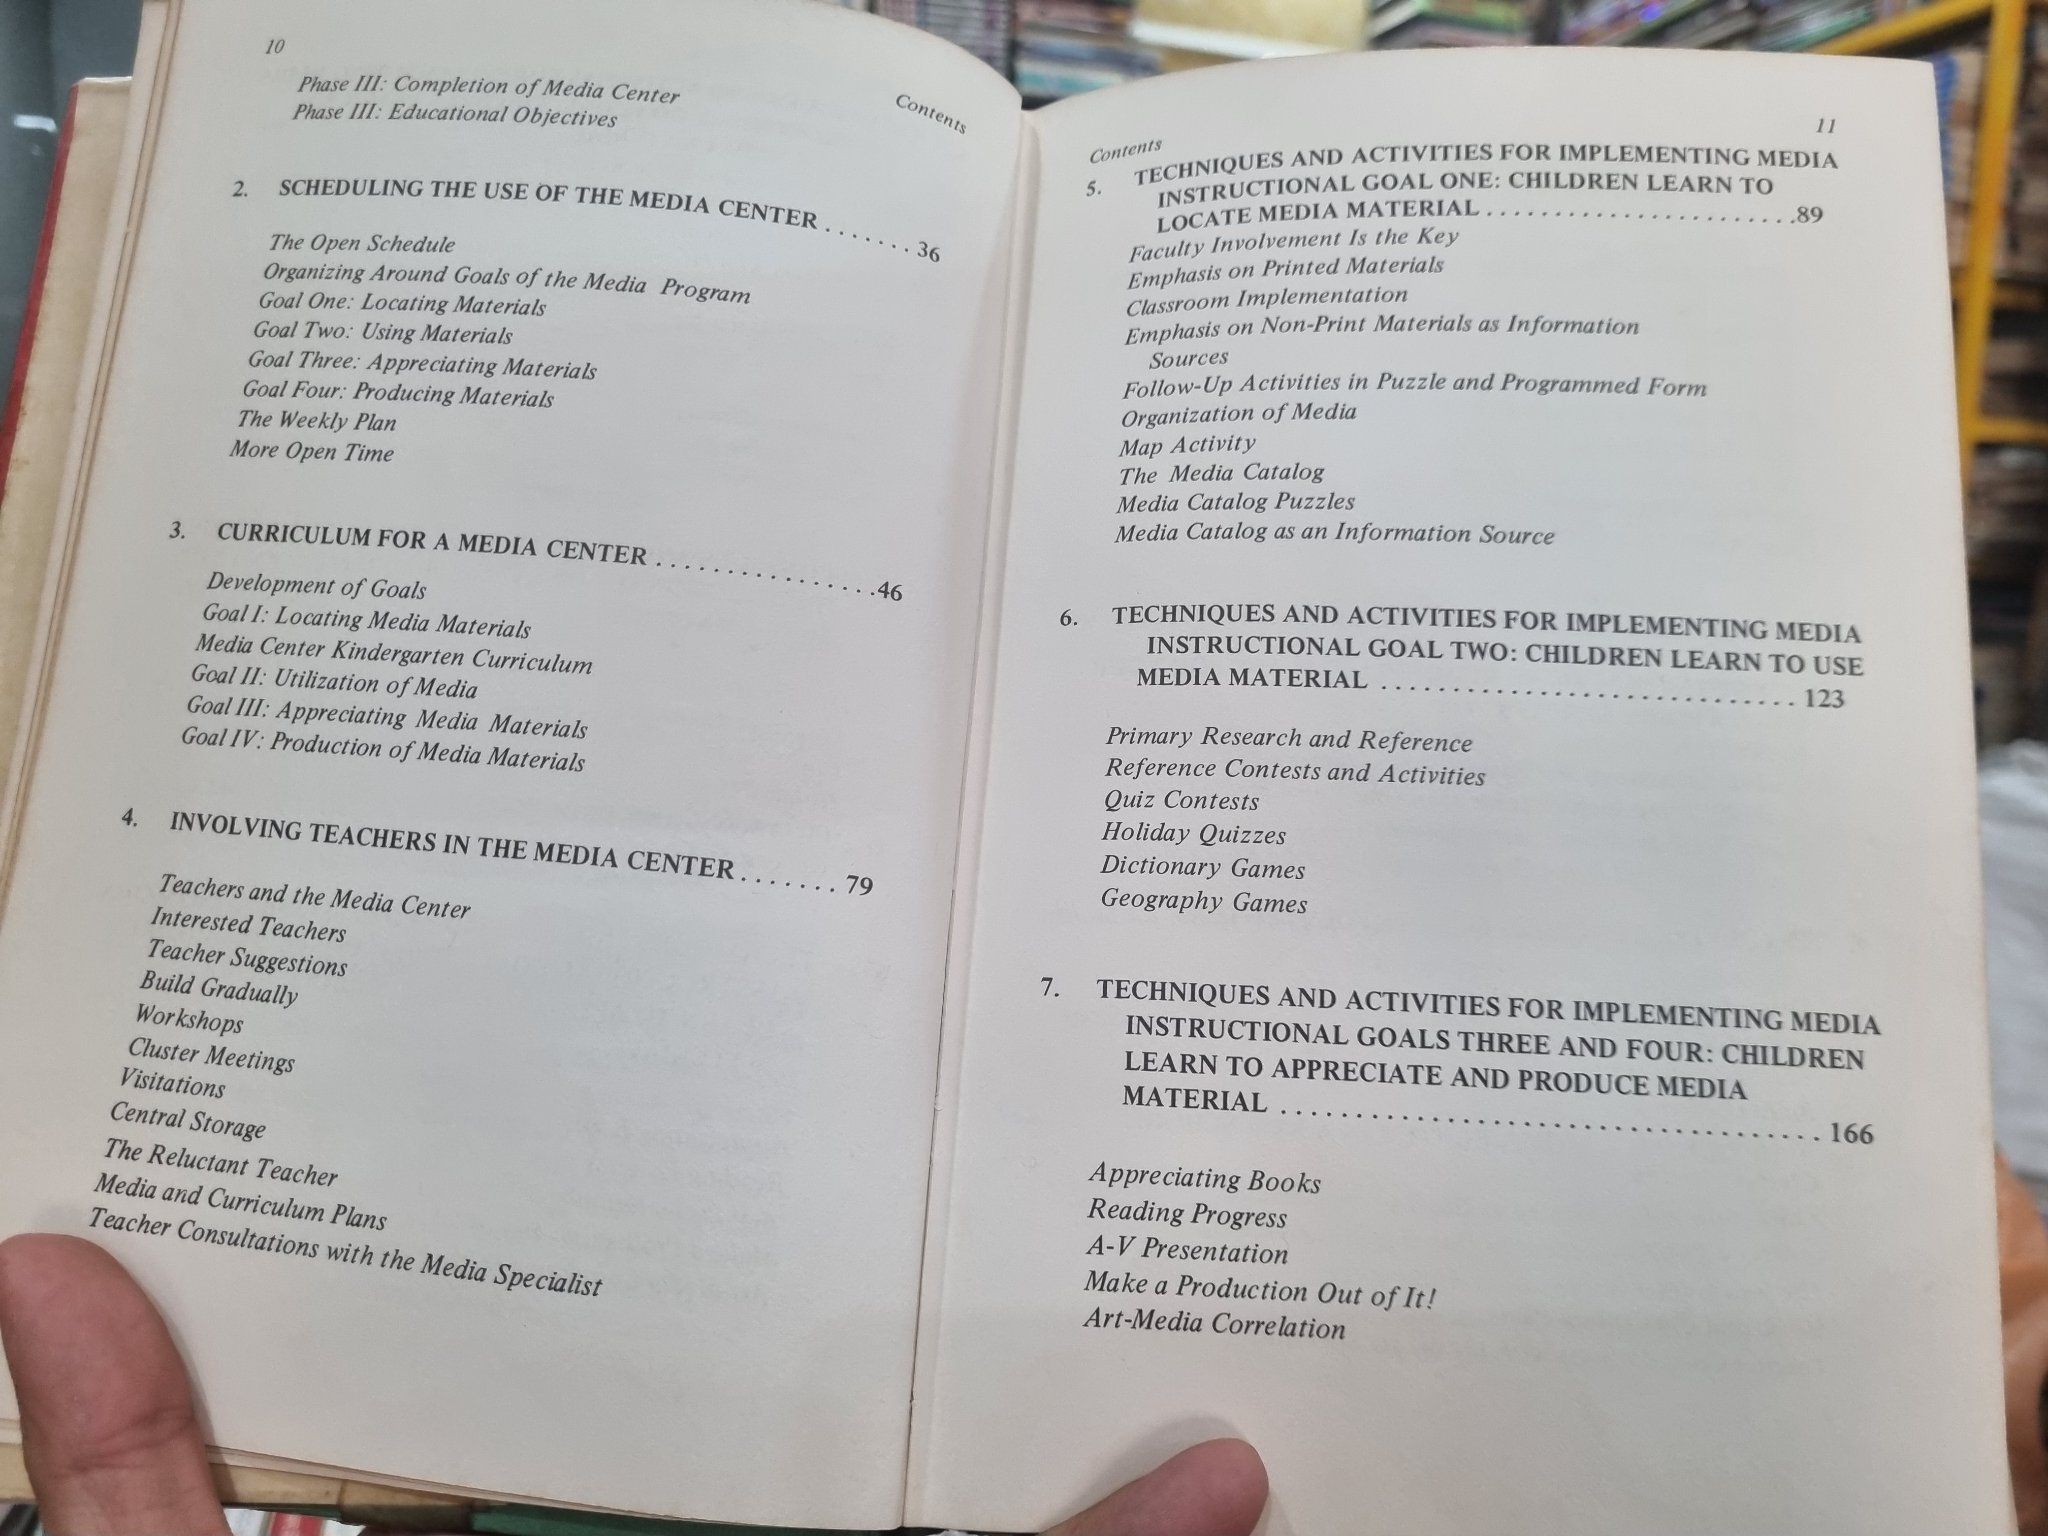 10
Contents
Phase III: Completion of Media Center
Phase III: Educational Objectives
2. SCHEDULING THE USE OF THE MEDIA CENTER . . . . . . . 36
The Open Schedule
Organizing Around Goals of the Media Program
Goal One: Locating Materials
Goal Two: Using Materials
Goal Three: Appreciating Materials
Goal Four: Producing Materials
The Weekly Plan
More Open Time
3. CURRICULUM FOR A MEDIA CENTER . . . . . . . . . . . . . . . . 46
Development of Goals
Goal I: Locating Media Materials
Media Center Kindergarten Curriculum
Goal II: Utilization of Media
Goal III: Appreciating Media Materials
Goal IV: Production of Media Materials
4. INVOLVING TEACHERS IN THE MEDIA CENTER . . . . . . . 79
Teachers and the Media Center
Interested Teachers
Teacher Suggestions
Build Gradually
Workshops
Cluster Meetings
Visitations
Central Storage
The Reluctant Teacher
Media and Curriculum Plans
Teacher Consultations with the Media Specialist
Contents
11
5. TECHNIQUES AND ACTIVITIES FOR IMPLEMENTING MEDIA
INSTRUCTIONAL GOAL ONE: CHILDREN LEARN TO
LOCATE MEDIA MATERIAL . . . . . . . . . . . . . . . . . . . . . . 89
Faculty Involvement Is the Key
Emphasis on Printed Materials
Classroom Implementation
Emphasis on Non-Print Materials as Information
Sources
Follow-Up Activities in Puzzle and Programmed Form
Organization of Media
Map Activity
The Media Catalog
Media Catalog Puzzles
Media Catalog as an Information Source
6. TECHNIQUES AND ACTIVITIES FOR IMPLEMENTING MEDIA
INSTRUCTIONAL GOAL TWO: CHILDREN LEARN TO USE
MEDIA MATERIAL . . . . . . . . . . . . . . . . . . . . . . . . . . . . . 123
Primary Research and Reference
Reference Contests and Activities
Quiz Contests
Holiday Quizzes
Dictionary Games
Geography Games
7. TECHNIQUES AND ACTIVITIES FOR IMPLEMENTING MEDIA
INSTRUCTIONAL GOALS THREE AND FOUR: CHILDREN
LEARN TO APPRECIATE AND PRODUCE MEDIA
MATERIAL . . . . . . . . . . . . . . . . . . . . . . . . . . . . . . . . . . . . . 166
Appreciating Books
Reading Progress
A-V Presentation
Make a Production Out of It!
Art-Media Correlation